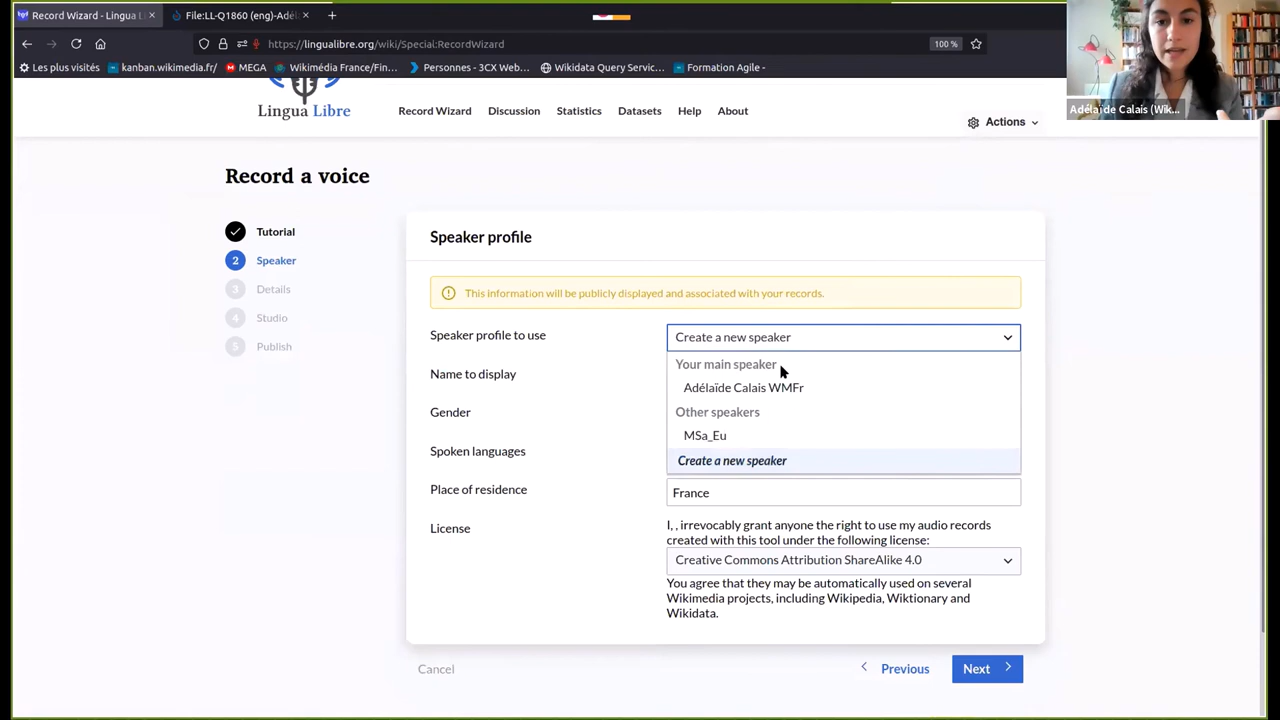 Record Wizard - Lingua Li
File:LL-Q1860 (eng)-Adél
https://lingualibre.org/wiki/Special:RecordWizard
100 %
Les plus visités
kanban.wikimedia.fr/
MEGA
Wikimédia France/Fin...
Personnes - 3CX Web...
Wikidata Query Servic...
Formation Agile -
Adélaïde Calais (Wik...
Lingua Libre
Record Wizard
Discussion
Statistics
Datasets
Help
About
Actions
Record a voice
Tutorial
2 Speaker
3 Details
4 Studio
5 Publish
Speaker profile
This information will be publicly displayed and associated with your records.
Speaker profile to use
Create a new speaker
Your main speaker
Adélaïde Calais WMFr
Other speakers
MSa_Eu
Create a new speaker
Name to display
Gender
Spoken languages
Place of residence
France
License
I, , irrevocably grant anyone the right to use my audio records
created with this tool under the following license:
Creative Commons Attribution ShareAlike 4.0
You agree that they may be automatically used on several
Wikimedia projects, including Wikipedia, Wiktionary and
Wikidata.
Cancel
Previous
Next